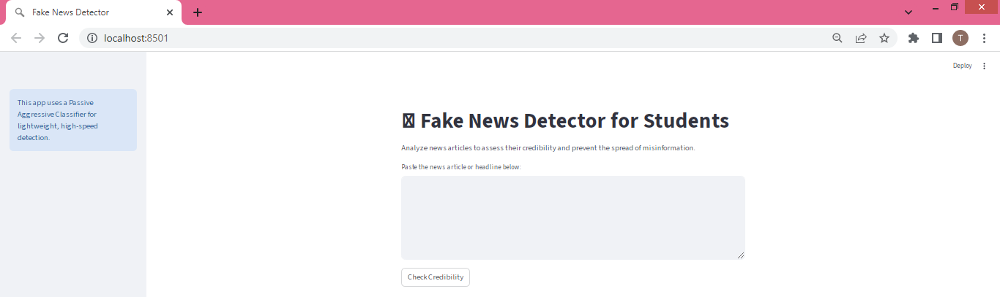 Fake News Detector
localhost:8501
T
Deploy
This app uses a Passive
Aggressive Classifier for
lightweight, high-speed
detection.
Fake News Detector for Students
Analyze news articles to assess their credibility and prevent the spread of misinformation.
Paste the news article or headline below:
Check Credibility